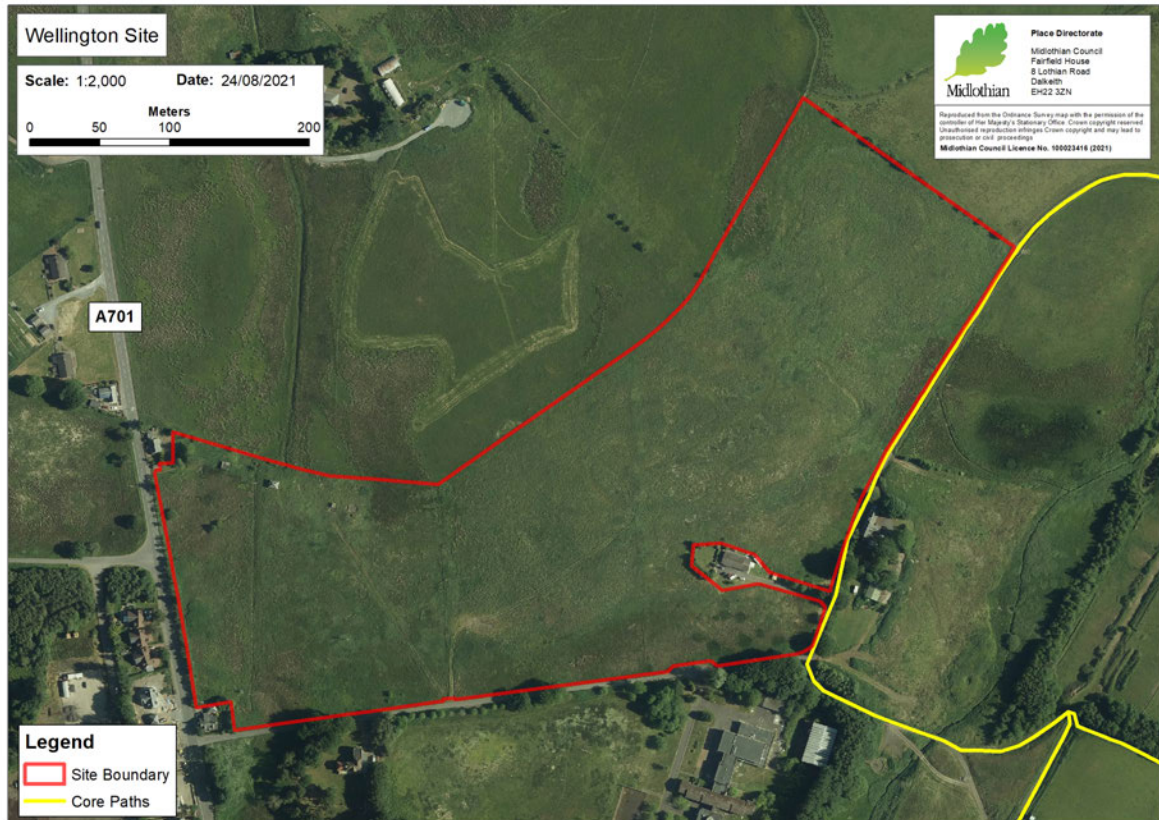 Wellington Site
Scale: 1:2,000 Date: 24/08/2021
Meters
0 50 100 200
Midlothian
Place Directorate
Midlothian Council
Fairfield House
8 Lothian Road
Dalkeith
EH22 3ZN
Reproduced from the Ordnance Survey map with the permission of the
controller of Her Majesty's Stationary Office. Crown copyright reserved.
Unauthorised reproduction infringes Crown copyright and may lead to
prosecution or civil proceedings
Midlothian Council Licence No. 100023416 (2021)
A701
Legend
Site Boundary
Core Paths